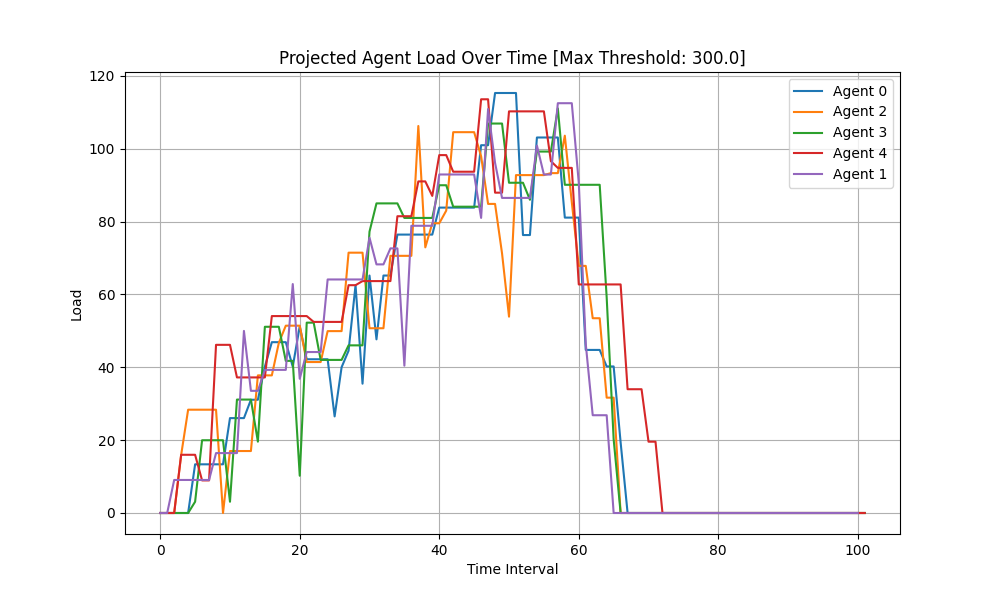 Projected Agent Load Over Time [Max Threshold: 300.0]
120
100
80
60
40
20
0
Load
0 20 40 60 80 100
Time Interval
Agent 0
Agent 2
Agent 3
Agent 4
Agent 1